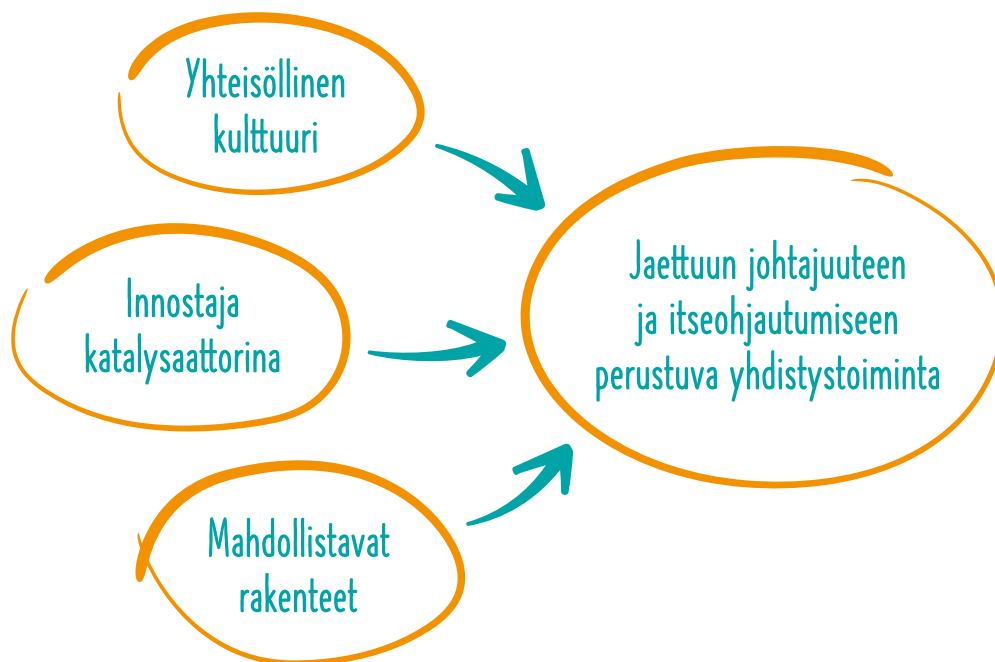 Yhteisöllinen
kulttuuri
Innostaja
katalysaattorina
Mahdollistavat
rakenteet
Jaettuun johtajuuteen
ja itseohjautumiseen
perustuva yhdistystoiminta